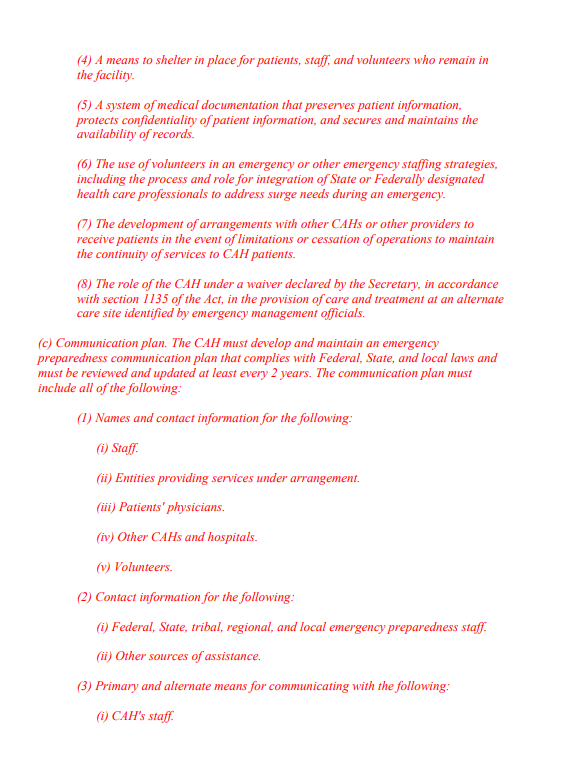 (4) A means to shelter in place for patients, staff, and volunteers who remain in
the facility.
(5) A system of medical documentation that preserves patient information,
protects confidentiality of patient information, and secures and maintains the
availability of records.
(6) The use of volunteers in an emergency or other emergency staffing strategies,
including the process and role for integration of State or Federally designated
health care professionals to address surge needs during an emergency.
(7) The development of arrangements with other CAHs or other providers to
receive patients in the event of limitations or cessation of operations to maintain
the continuity of services to CAH patients.
(8) The role of the CAH under a waiver declared by the Secretary, in accordance
with section 1135 of the Act, in the provision of care and treatment at an alternate
care site identified by emergency management officials.
(c) Communication plan. The CAH must develop and maintain an emergency
preparedness communication plan that complies with Federal, State, and local laws and
must be reviewed and updated at least every 2 years. The communication plan must
include all of the following:
(1) Names and contact information for the following:
(i) Staff.
(ii) Entities providing services under arrangement.
(iii) Patients' physicians.
(iv) Other CAHs and hospitals.
(v) Volunteers.
(2) Contact information for the following:
(i) Federal, State, tribal, regional, and local emergency preparedness staff.
(ii) Other sources of assistance.
(3) Primary and alternate means for communicating with the following:
(i) CAH's staff.